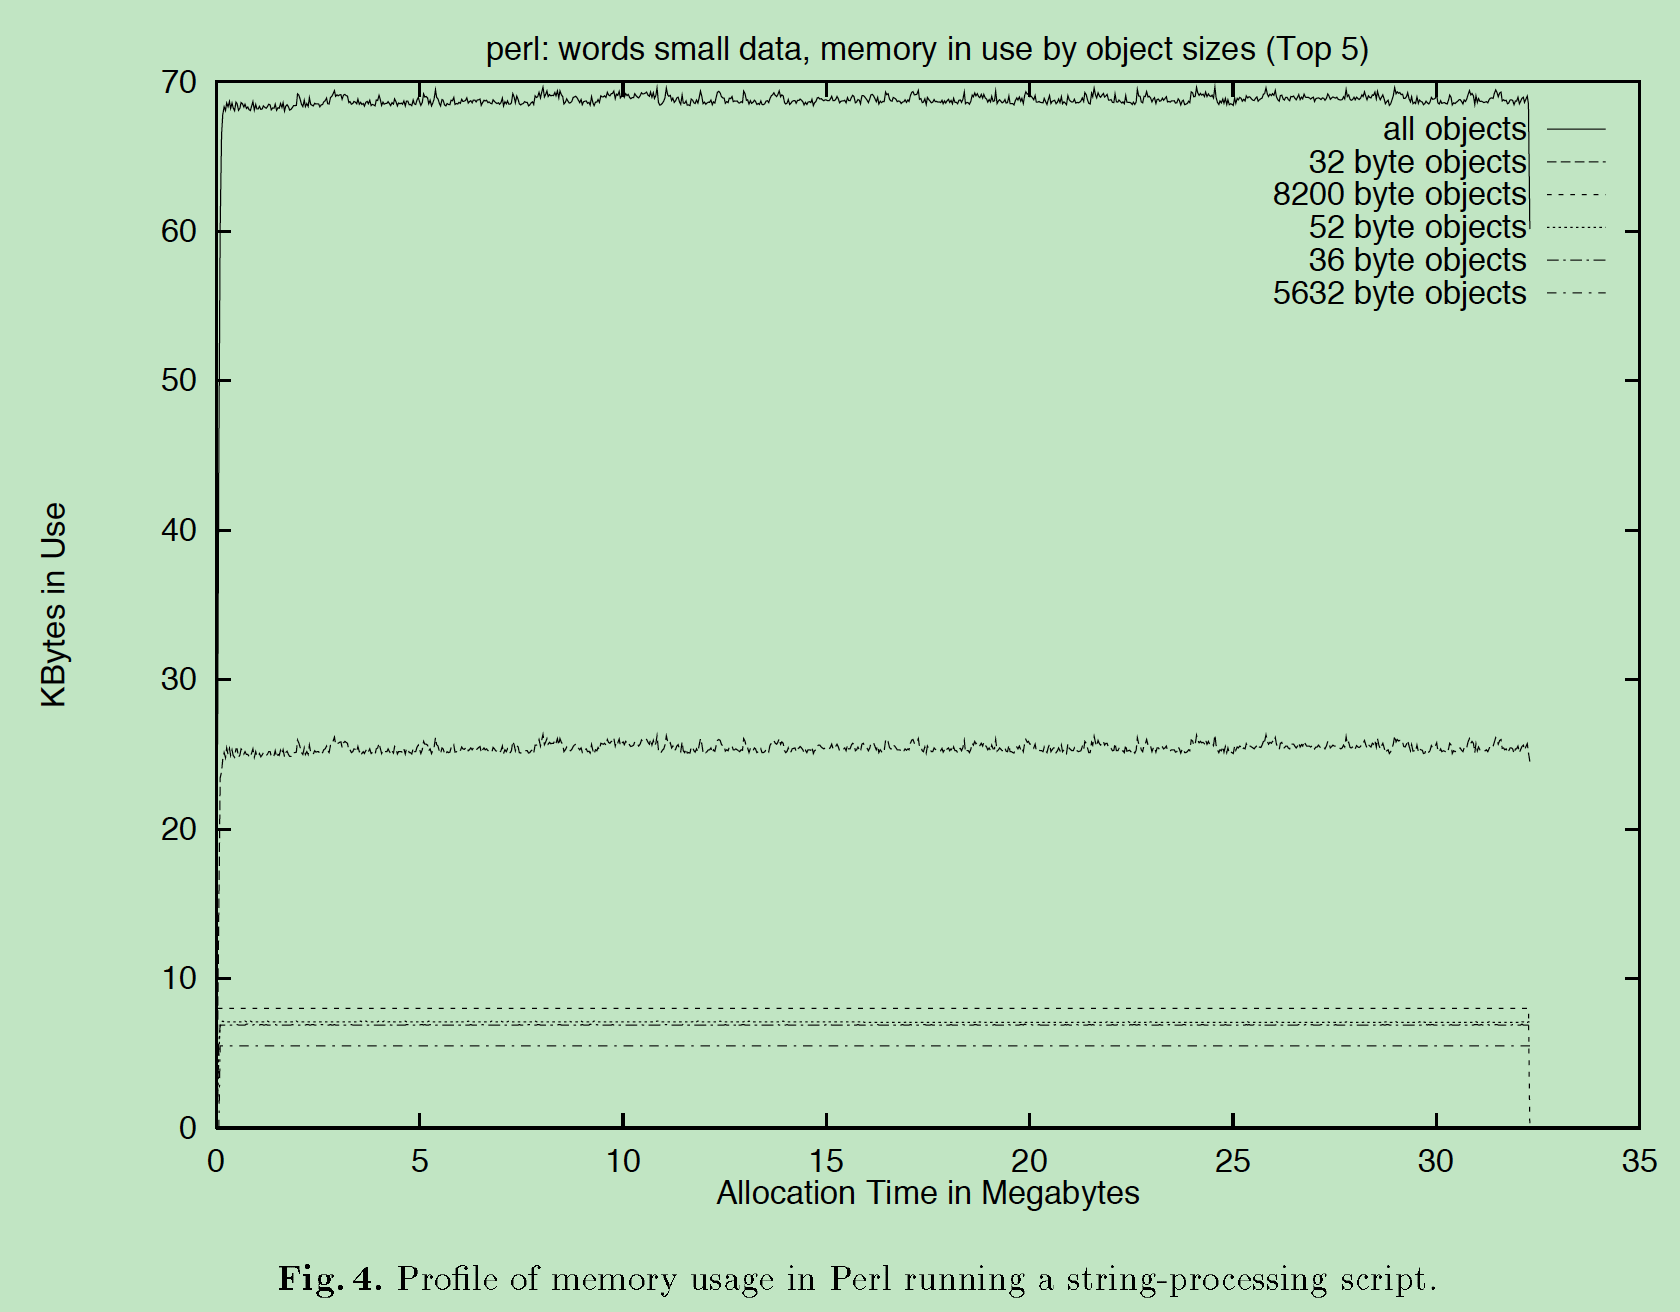 perl: words small data, memory in use by object sizes (Top 5)
70
60
50
40
30
20
10
0
KBytes in Use
all objects
32 byte objects
8200 byte objects
52 byte objects
36 byte objects
5632 byte objects
0 5 10 15 20 25 30 35
Allocation Time in Megabytes
Fig. 4. Profile of memory usage in Perl running a string-processing script.